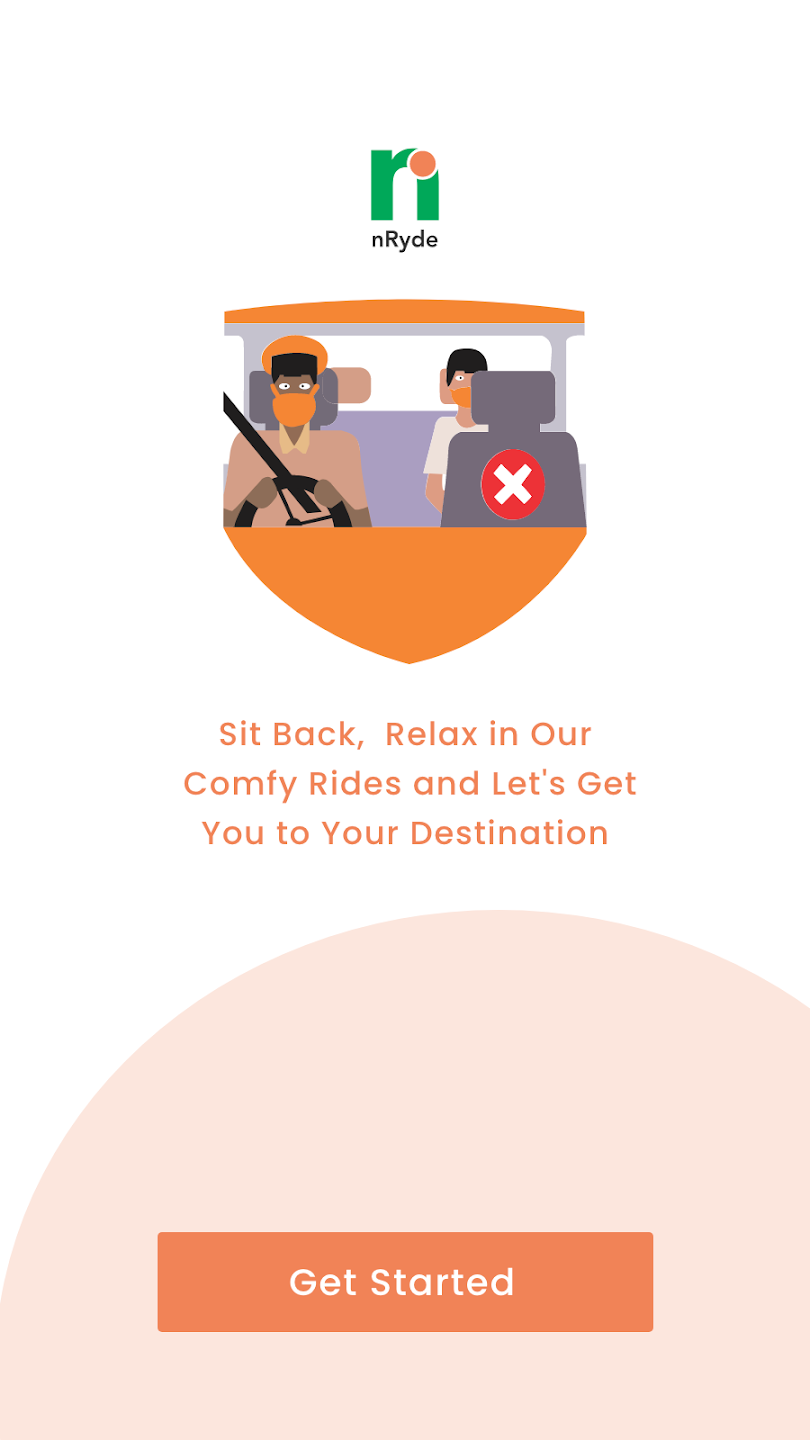 nRyde
Sit Back, Relax in Our
Comfy Rides and Let's Get
You to Your Destination
Get Started